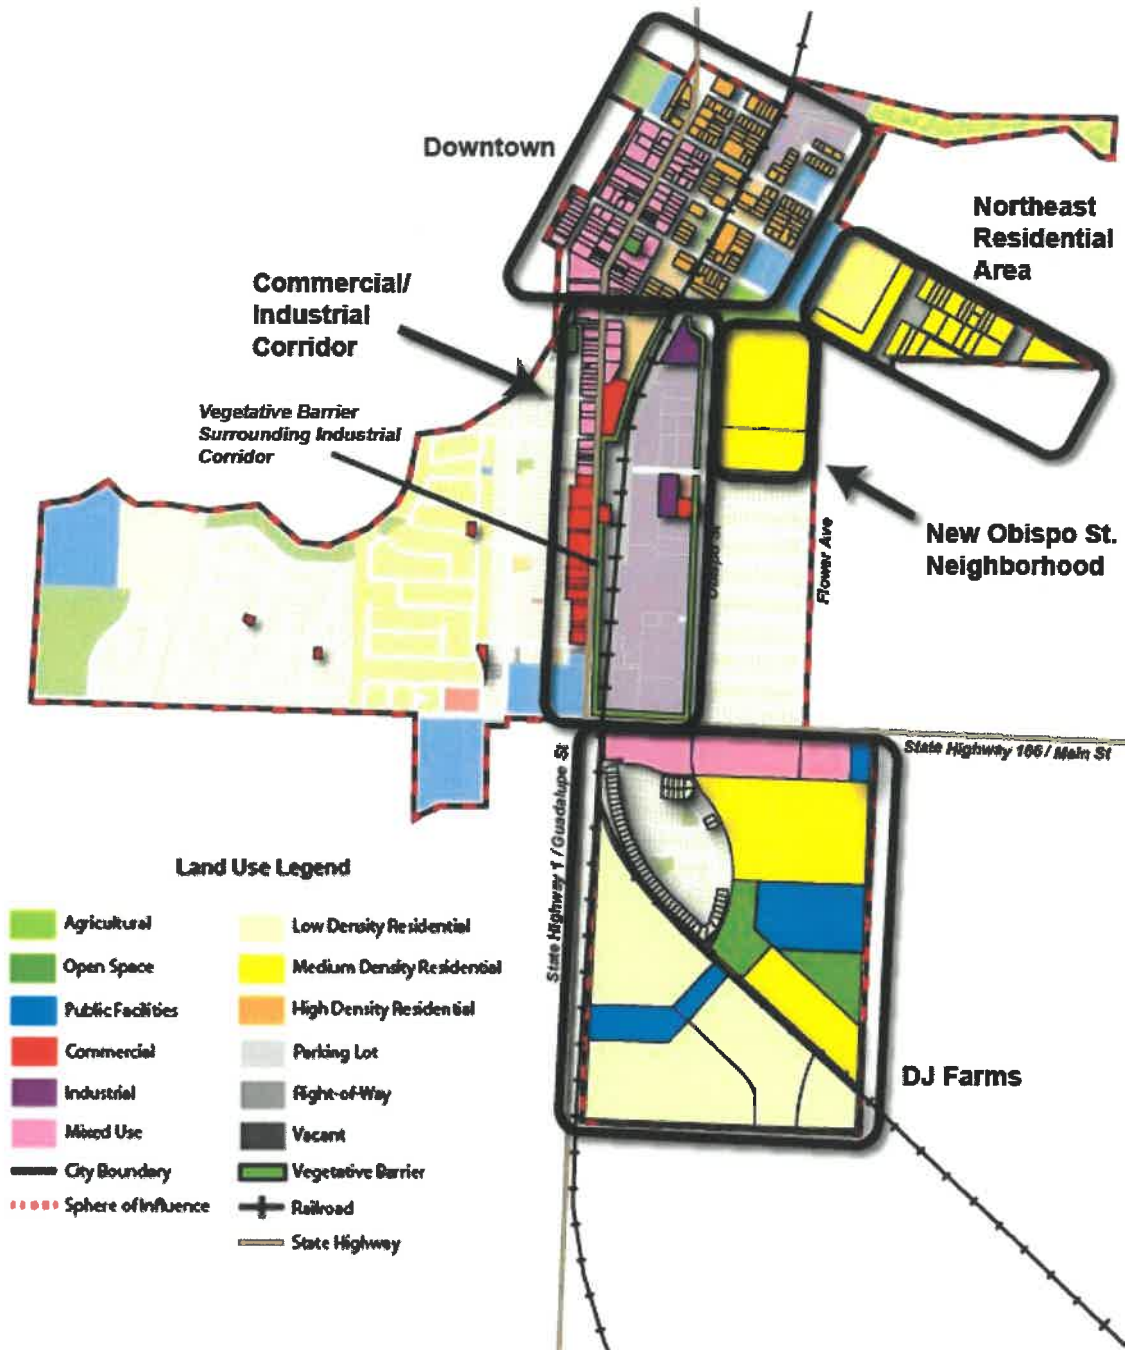 Downtown
Northeast
Residential
Area
Commercial/
Industrial
Corridor
Vegetative Barrier
Surrounding Industrial
Corridor
New Obispo St.
Neighborhood
Obispo St
Flower Ave
State Highway 166 / Main St
State Highway 1 / Guadalupe St
DJ Farms
Land Use Legend
Agricultural
Open Space
Public Facilities
Commercial
Industrial
Mixed Use
City Boundary
Sphere of Influence
Low Density Residential
Medium Density Residential
High Density Residential
Parking Lot
Right-of-Way
Vacant
Vegetative Barrier
Railroad
State Highway